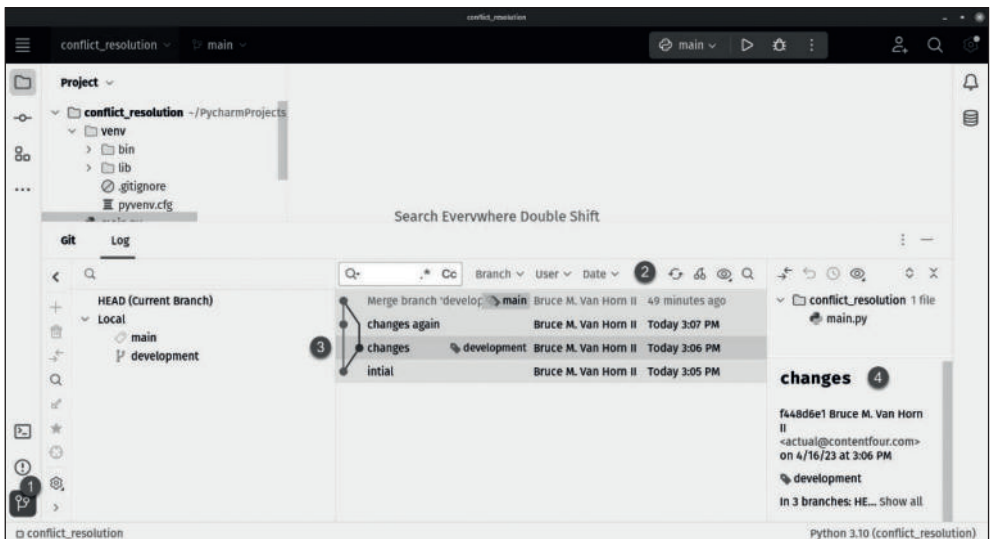 conflict_resolution
conflict_resolution main
main
Project
conflict_resolution ~/PycharmProjects
venv
bin
lib
.gitignore
pyvenv.cfg
main.py
Search Everywhere Double Shift
Git Log
.* Cc Branch User Date 2
HEAD (Current Branch)
Local
main
development
Merge branch 'develop main Bruce M. Van Horn II 49 minutes ago
changes again Bruce M. Van Horn II Today 3:07 PM
3 changes development Bruce M. Van Horn II Today 3:06 PM
intial Bruce M. Van Horn II Today 3:05 PM
conflict_resolution 1 file
main.py
changes 4
f448d6e1 Bruce M. Van Horn
II
<actual@contentfour.com>
on 4/16/23 at 3:06 PM
development
In 3 branches: HE... Show all
1
conflict_resolution Python 3.10 (conflict_resolution)